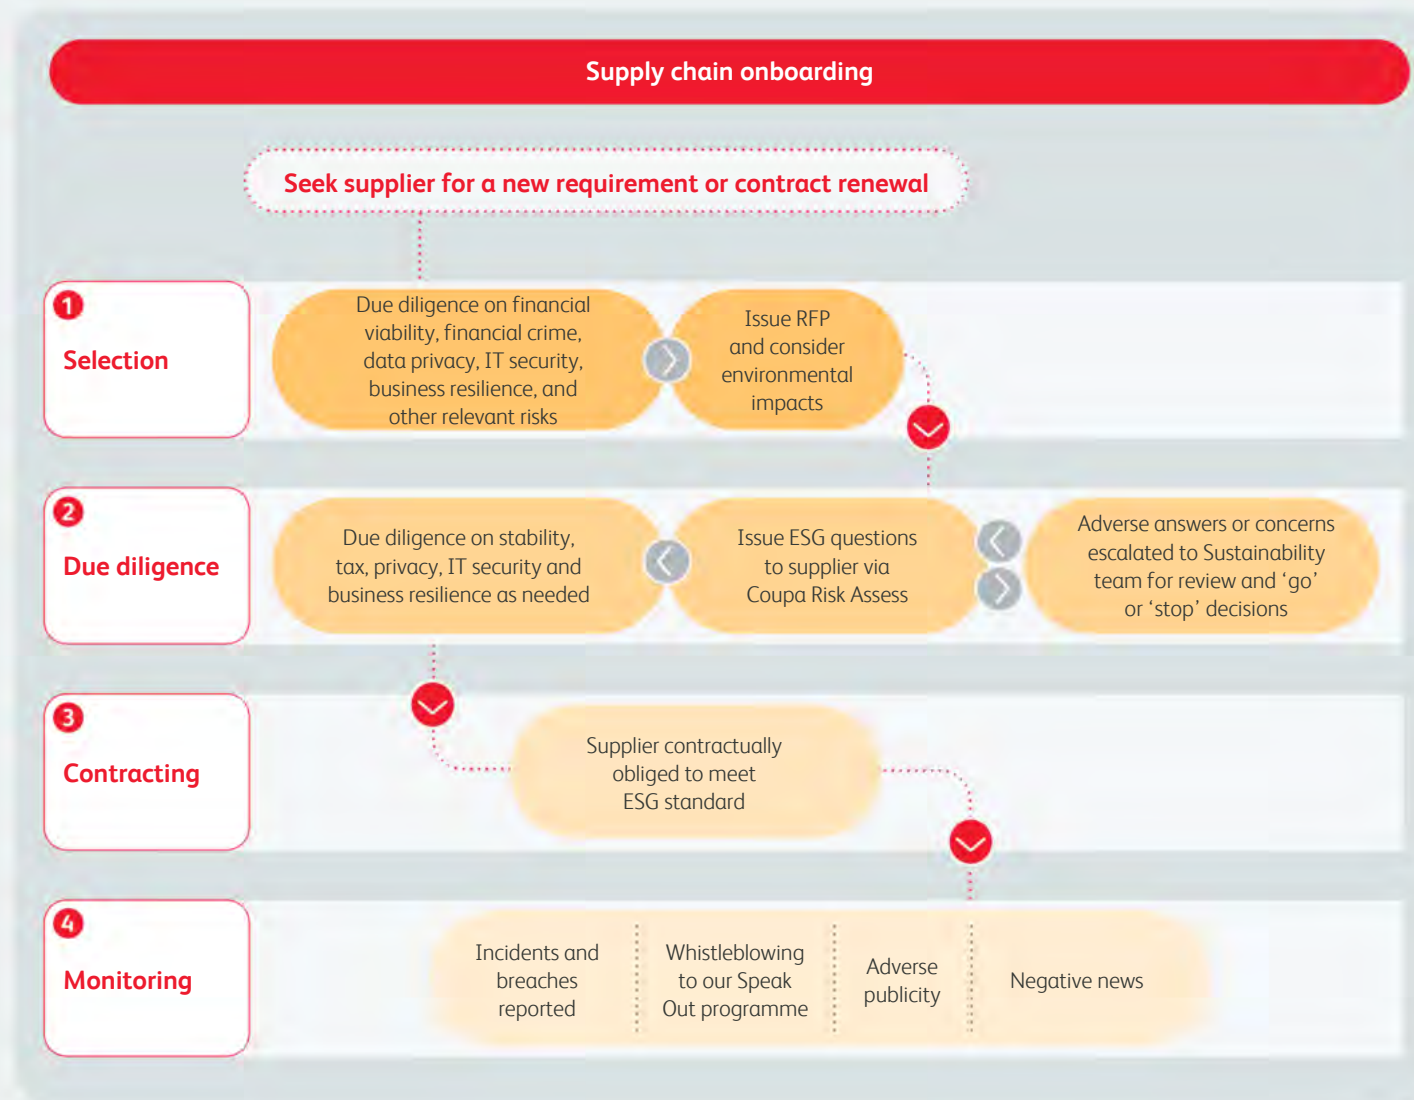 Supply chain onboarding
Seek supplier for a new requirement or contract renewal
1
Selection
Due diligence on financial
viability, financial crime,
data privacy, IT security,
business resilience, and
other relevant risks
Issue RFP
and consider
environmental
impacts
2
Due diligence
Due diligence on stability,
tax, privacy, IT security and
business resilience as needed
Issue ESG questions
to supplier via
Coupa Risk Assess
Adverse answers or concerns
escalated to Sustainability
team for review and ‘go’
or ‘stop’ decisions
3
Contracting
Supplier contractually
obliged to meet
ESG standard
4
Monitoring
Incidents and
breaches
reported
Whistleblowing
to our Speak
Out programme
Adverse
publicity
Negative news